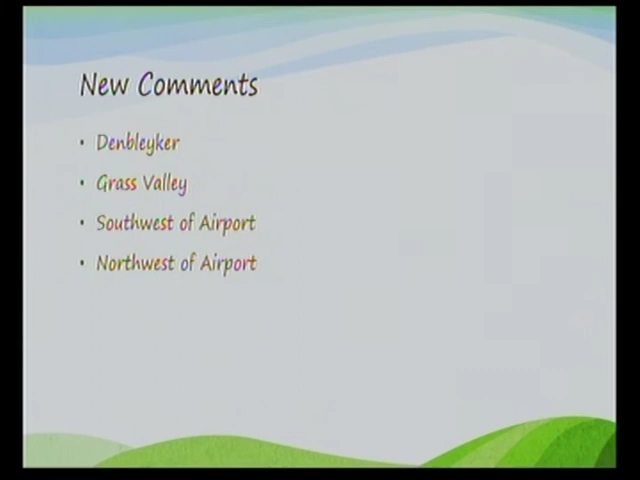 New Comments
• Denbleyker
• Grass Valley
• Southwest of Airport
• Northwest of Airport